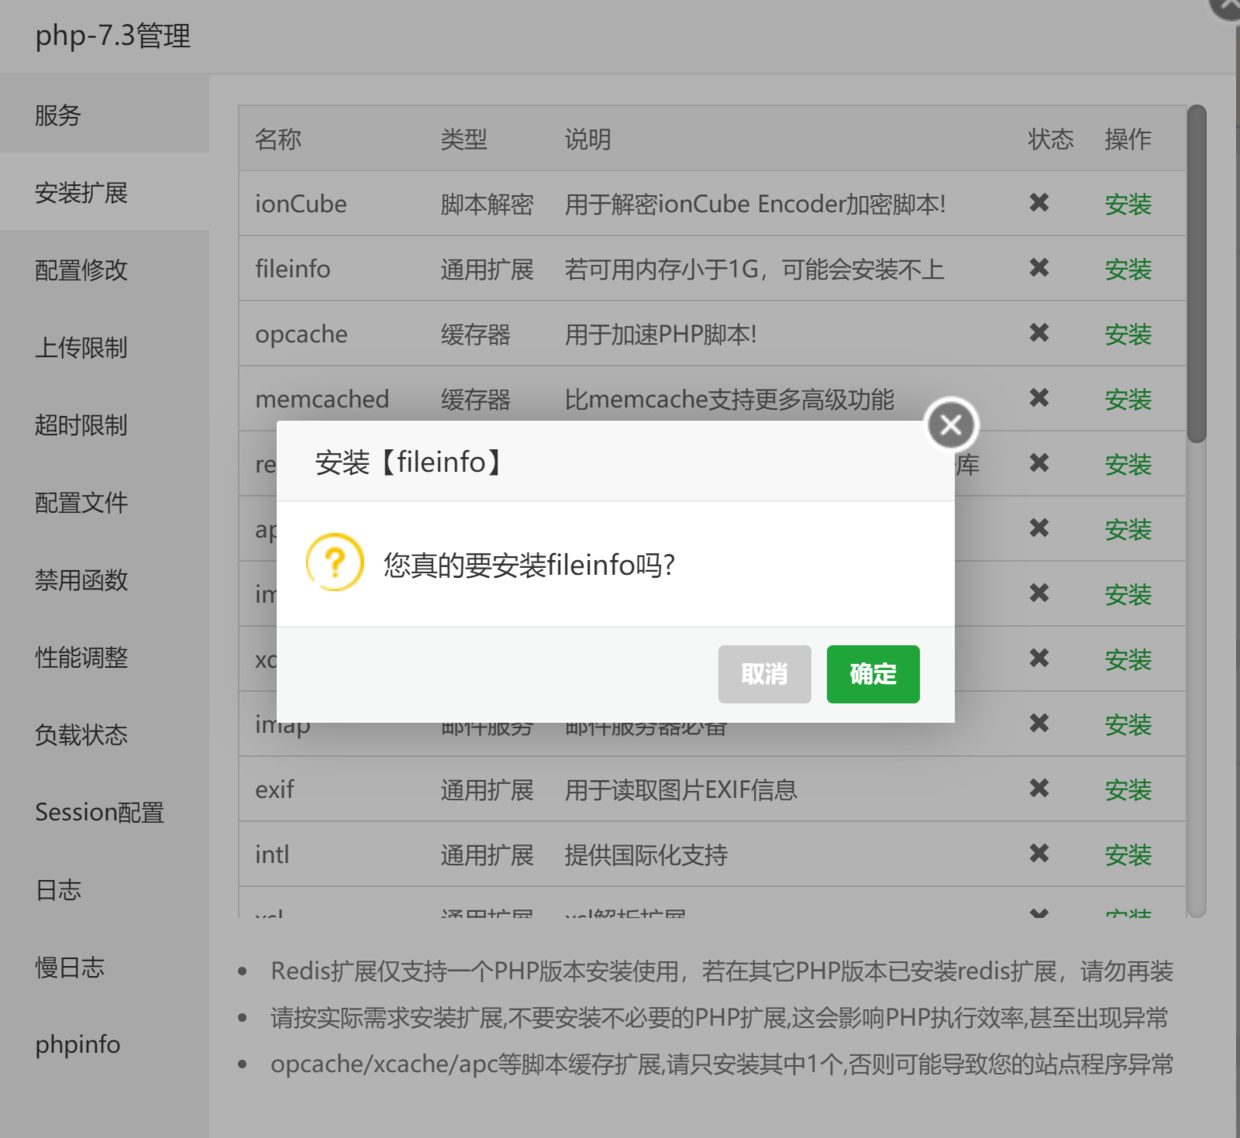 php-7.3管理
服务
安装扩展
配置修改
上传限制
超时限制
配置文件
禁用函数
性能调整
负载状态
Session配置
日志
慢日志
phpinfo
名称 类型 说明 状态 操作
ionCube 脚本解密 用于解密ionCube Encoder加密脚本! ✖ 安装
fileinfo 通用扩展 若可用内存小于1G，可能会安装不上 ✖ 安装
opcache 缓存器 用于加速PHP脚本! ✖ 安装
memcached 缓存器 比memcache支持更多高级功能 ✖ 安装
re 库 ✖ 安装
ap ✖ 安装
im ✖ 安装
xc ✖ 安装
imap 邮件服务 邮件服务器必备 ✖ 安装
exif 通用扩展 用于读取图片EXIF信息 ✖ 安装
intl 通用扩展 提供国际化支持 ✖ 安装
xsl 通用扩展 xsl解析扩展 ✖ 安装
安装【fileinfo】
您真的要安装fileinfo吗?
取消 确定
Redis扩展仅支持一个PHP版本安装使用，若在其它PHP版本已安装redis扩展，请勿再装
请按实际需求安装扩展,不要安装不必要的PHP扩展,这会影响PHP执行效率,甚至出现异常
opcache/xcache/apc等脚本缓存扩展,请只安装其中1个,否则可能导致您的站点程序异常